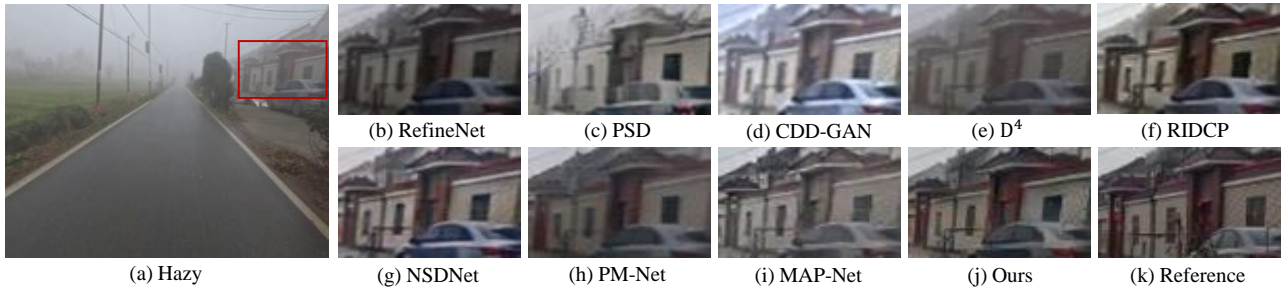 (b) RefineNet (c) PSD (d) CDD-GAN (e) D⁴ (f) RIDCP
(a) Hazy (g) NSDNet (h) PM-Net (i) MAP-Net (j) Ours (k) Reference